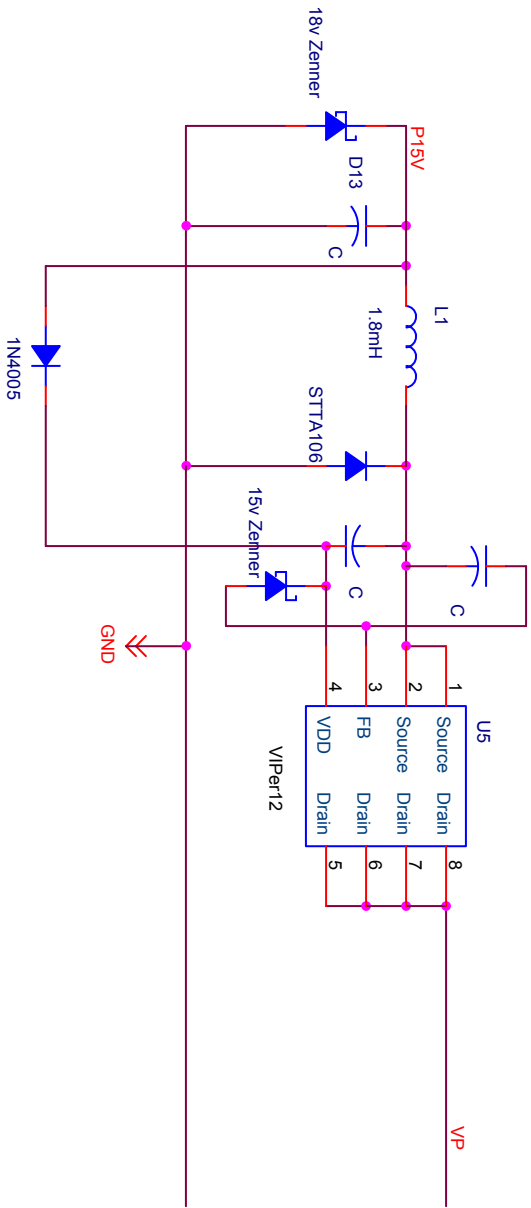 18v Zenner
P15V
D13
C
L1
1.8mH
1N4005
STTA106
15v Zenner
C
C
GND
U5
VIPer12
1
2
3
4
Source
Source
FB
VDD
Drain
Drain
Drain
Drain
8
7
6
5
VP